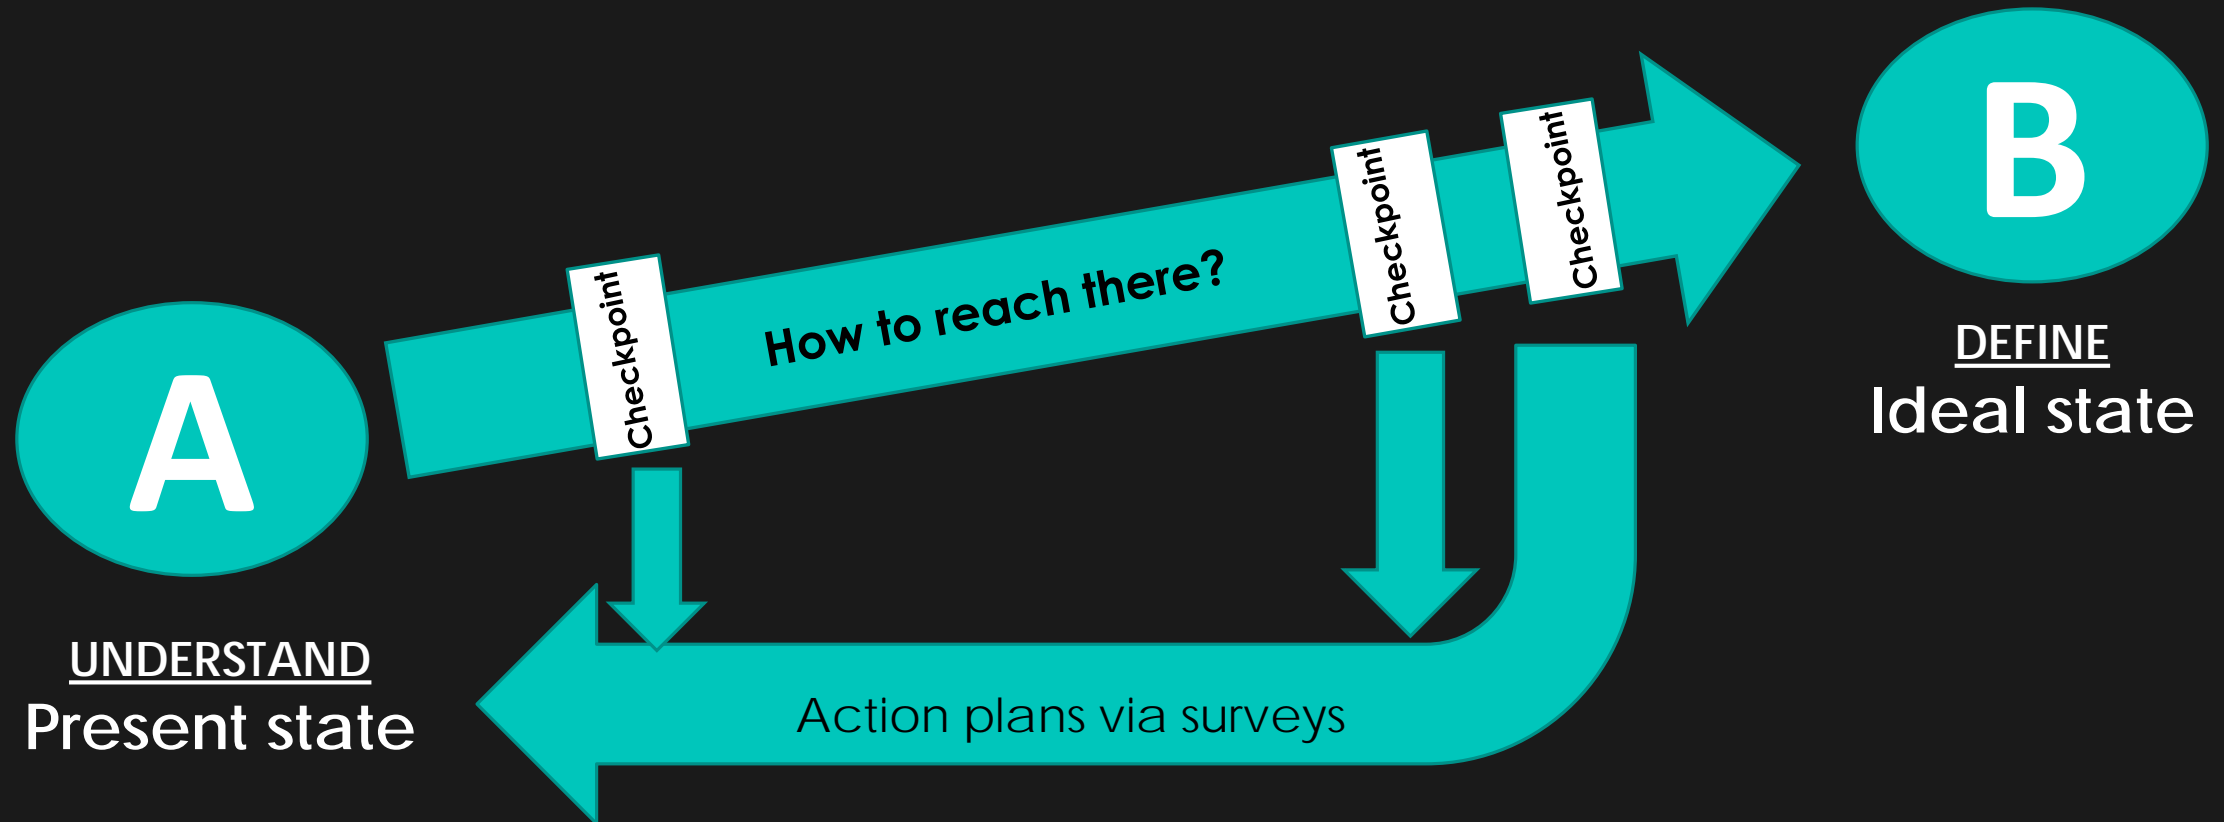 A
UNDERSTAND
Present state
Checkpoint
How to reach there?
Checkpoint
Checkpoint
B
DEFINE
Ideal state
Action plans via surveys